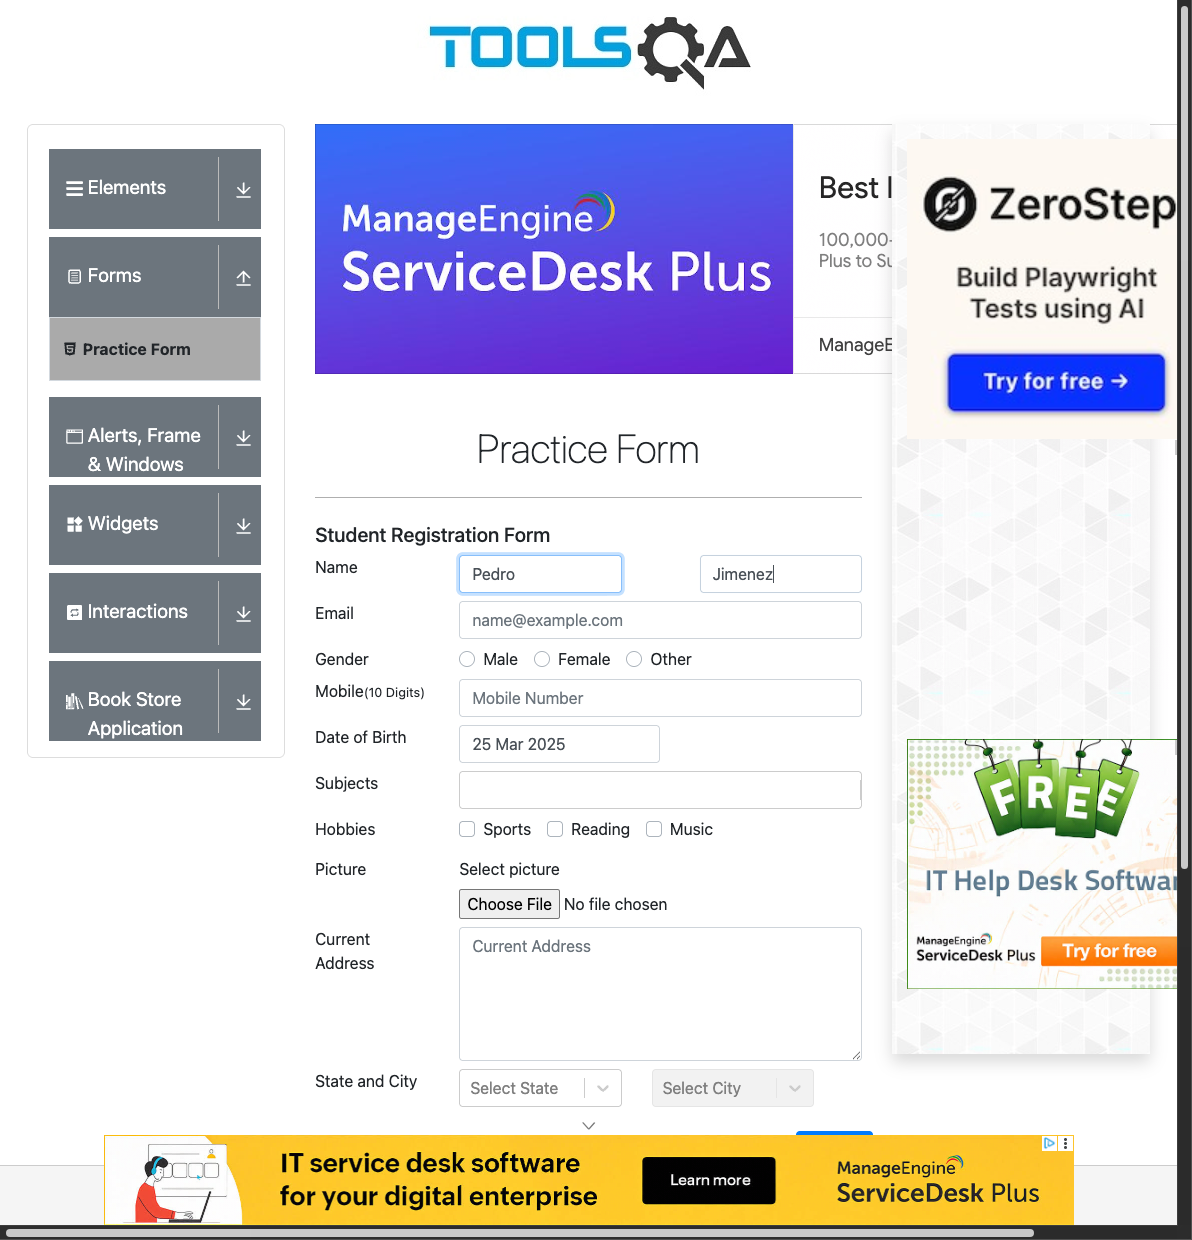 TOOLSQA
Elements
Forms
Practice Form
Alerts, Frame
& Windows
Widgets
Interactions
Book Store
Application
ManageEngine
ServiceDesk Plus
Best
100,000
Plus to
ManageE
ZeroStep
Build Playwright
Tests using AI
Try for free →
Practice Form
Student Registration Form
Name
Pedro
Jimenez
Email
name@example.com
Gender
Male
Female
Other
Mobile(10 Digits)
Mobile Number
Date of Birth
25 Mar 2025
Subjects
Hobbies
Sports
Reading
Music
Picture
Select picture
Choose File No file chosen
Current
Address
Current Address
State and City
Select State
Select City
FREE
IT Help Desk Softwar
ManageEngine
ServiceDesk Plus
Try for free
IT service desk software
for your digital enterprise
Learn more
ManageEngine
ServiceDesk Plus